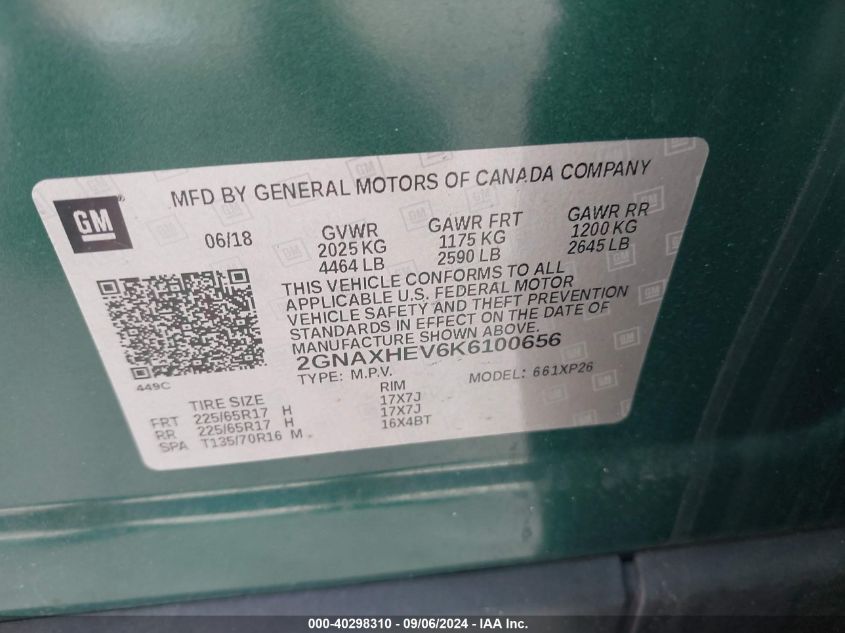 MFD BY GENERAL MOTORS OF CANADA COMPANY
GM
06/18 GVWR GAWR FRT GAWR RR
2025 KG 1175 KG 1200 KG
4464 LB 2590 LB 2645 LB
THIS VEHICLE CONFORMS TO ALL
APPLICABLE U.S. FEDERAL MOTOR
VEHICLE SAFETY AND THEFT PREVENTION
STANDARDS IN EFFECT ON THE DATE OF
MANUFACTURE SHOWN ABOVE.
2GNAXHEV6K6100656
449C TYPE: M.P.V. MODEL: 661XP26
TIRE SIZE RIM
FRT 225/65R17 H 17X7J
RR 225/65R17 H 17X7J
SPA T135/70R16 M 16X4BT
000-40298310 - 09/06/2024 - IAA Inc.